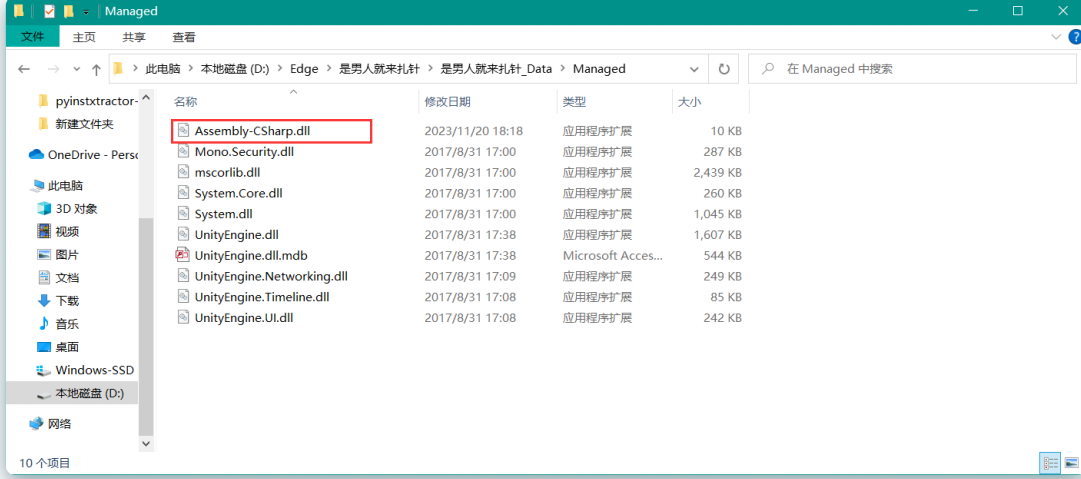 Managed
文件 主页 共享 查看
此电脑 > 本地磁盘 (D:) > Edge > 是男人就来扎针 > 是男人就来扎针_Data > Managed
在 Managed 中搜索
pyinstxtractor-
新建文件夹
OneDrive - Perso
此电脑
3D 对象
视频
图片
文档
下载
音乐
桌面
Windows-SSD
本地磁盘 (D:)
网络
名称 修改日期 类型 大小
Assembly-CSharp.dll 2023/11/20 18:18 应用程序扩展 10 KB
Mono.Security.dll 2017/8/31 17:00 应用程序扩展 287 KB
mscorlib.dll 2017/8/31 17:00 应用程序扩展 2,439 KB
System.Core.dll 2017/8/31 17:00 应用程序扩展 260 KB
System.dll 2017/8/31 17:00 应用程序扩展 1,045 KB
UnityEngine.dll 2017/8/31 17:38 应用程序扩展 1,607 KB
UnityEngine.dll.mdb 2017/8/31 17:38 Microsoft Acces... 544 KB
UnityEngine.Networking.dll 2017/8/31 17:09 应用程序扩展 249 KB
UnityEngine.Timeline.dll 2017/8/31 17:08 应用程序扩展 85 KB
UnityEngine.UI.dll 2017/8/31 17:08 应用程序扩展 242 KB
10 个项目